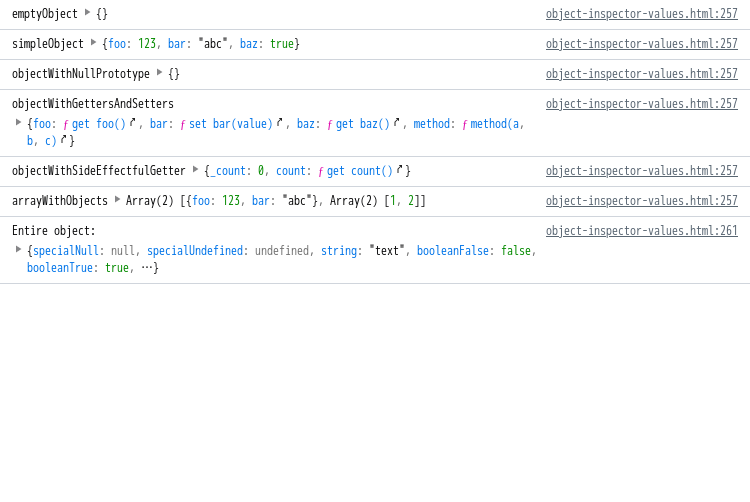 emptyObject ▶ {} object-inspector-values.html:257
simpleObject ▶ {foo: 123, bar: "abc", baz: true} object-inspector-values.html:257
objectWithNullPrototype ▶ {} object-inspector-values.html:257
objectWithGettersAndSetters object-inspector-values.html:257
▶ {foo: ƒ get foo()↗, bar: ƒ set bar(value)↗, baz: ƒ get baz()↗, method: ƒ method(a,
b, c)↗}
objectWithSideEffectfulGetter ▶ {_count: 0, count: ƒ get count()↗} object-inspector-values.html:257
arrayWithObjects ▶ Array(2) [{foo: 123, bar: "abc"}, Array(2) [1, 2]] object-inspector-values.html:257
Entire object: object-inspector-values.html:261
▶ {specialNull: null, specialUndefined: undefined, string: "text", booleanFalse: false,
booleanTrue: true, …}